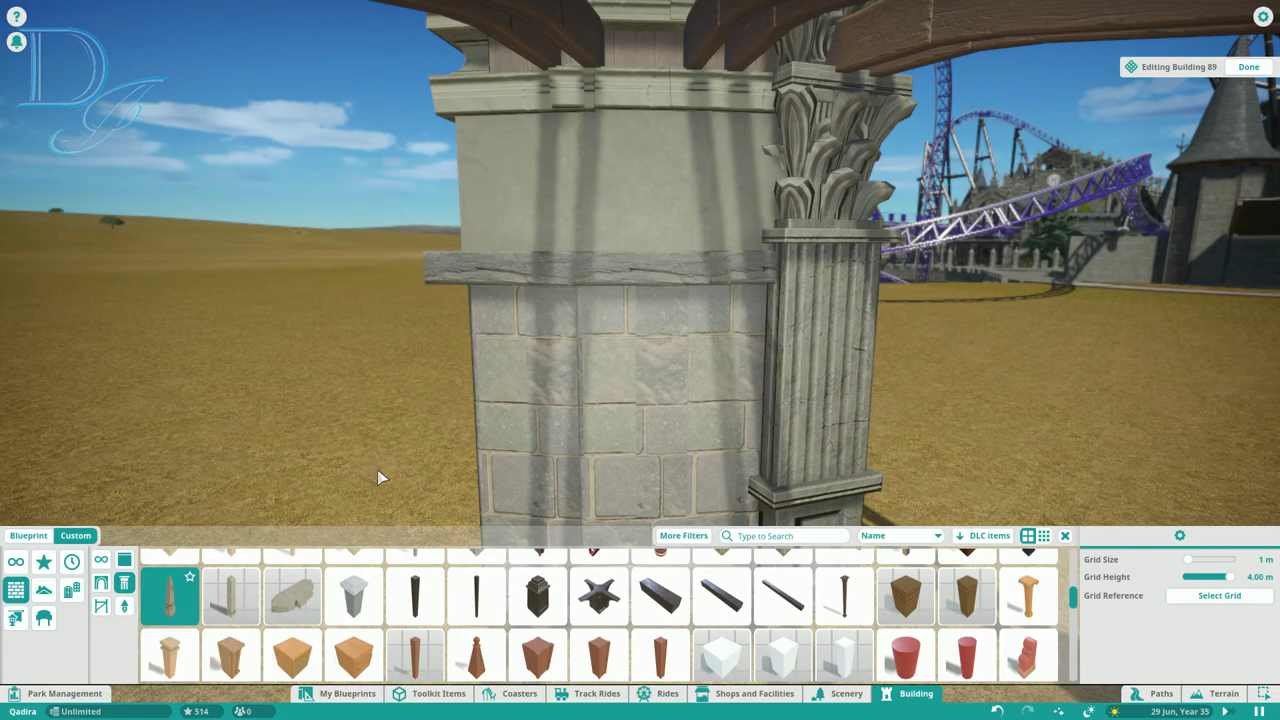 ?
DJ
Editing Building 89 Done
Blueprint Custom More Filters Type to Search Name DLC items
Grid Size 1 m
Grid Height 4.00 m
Grid Reference Select Grid
Park Management My Blueprints Toolkit Items Coasters Track Rides Rides Shops and Facilities Scenery Building Paths Terrain
Qadira Unlimited 514 0 29 Jun, Year 35